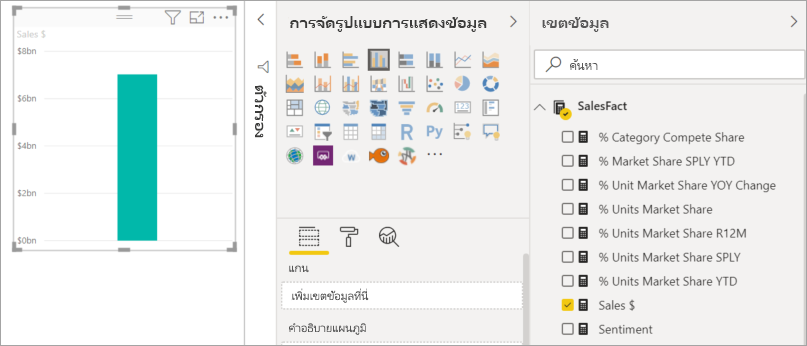 Sales $
$8bn
$6bn
$4bn
$2bn
$0bn
ตัวกรอง
การจัดรูปแบบการแสดงข้อมูล
123
R
Py
W
แกน
เพิ่มเขตข้อมูลที่นี่
คำอธิบายแผนภูมิ
เขตข้อมูล
ค้นหา
SalesFact
% Category Compete Share
% Market Share SPLY YTD
% Unit Market Share YOY Change
% Units Market Share
% Units Market Share R12M
% Units Market Share SPLY
% Units Market Share YTD
Sales $
Sentiment